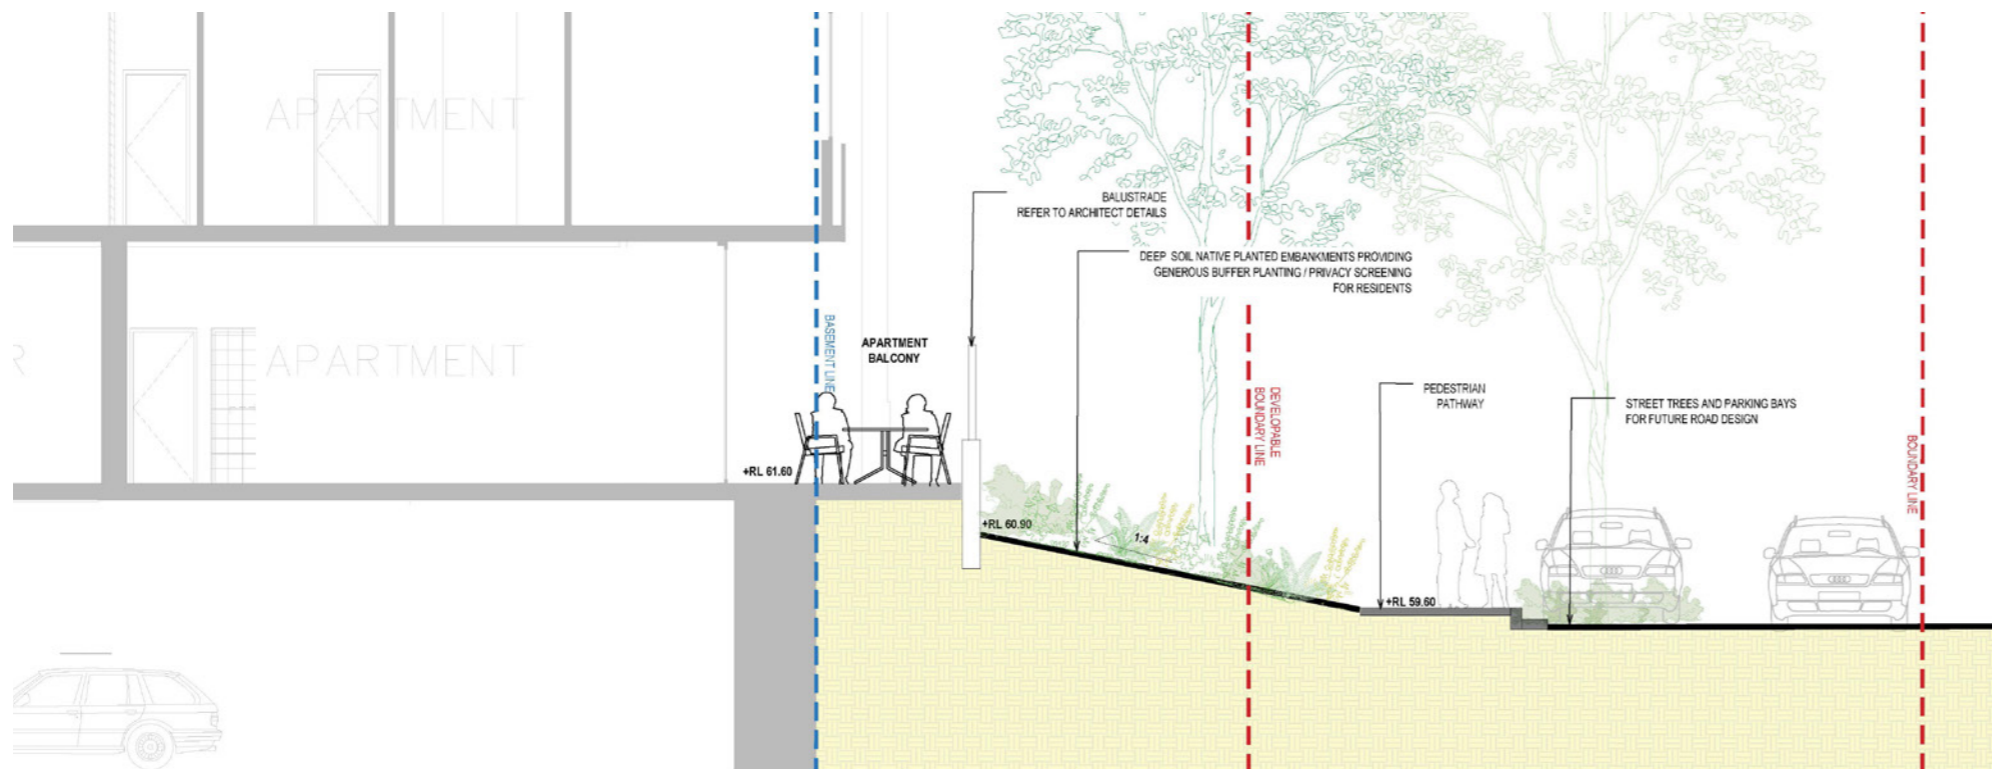 APARTMENT
BALUSTRADE
REFER TO ARCHITECT DETAILS
DEEP SOIL NATIVE PLANTED EMBANKMENTS PROVIDING
GENEROUS BUFFER PLANTING / PRIVACY SCREENING
FOR RESIDENTS
BASEMENT LINE
APARTMENT
BALCONY
R
APARTMENT
DEVELOPABLE
BOUNDARY LINE
PEDESTRIAN
PATHWAY
STREET TREES AND PARKING BAYS
FOR FUTURE ROAD DESIGN
BOUNDARY LINE
+RL 61.60
+RL 60.90
1:4
+RL 59.60